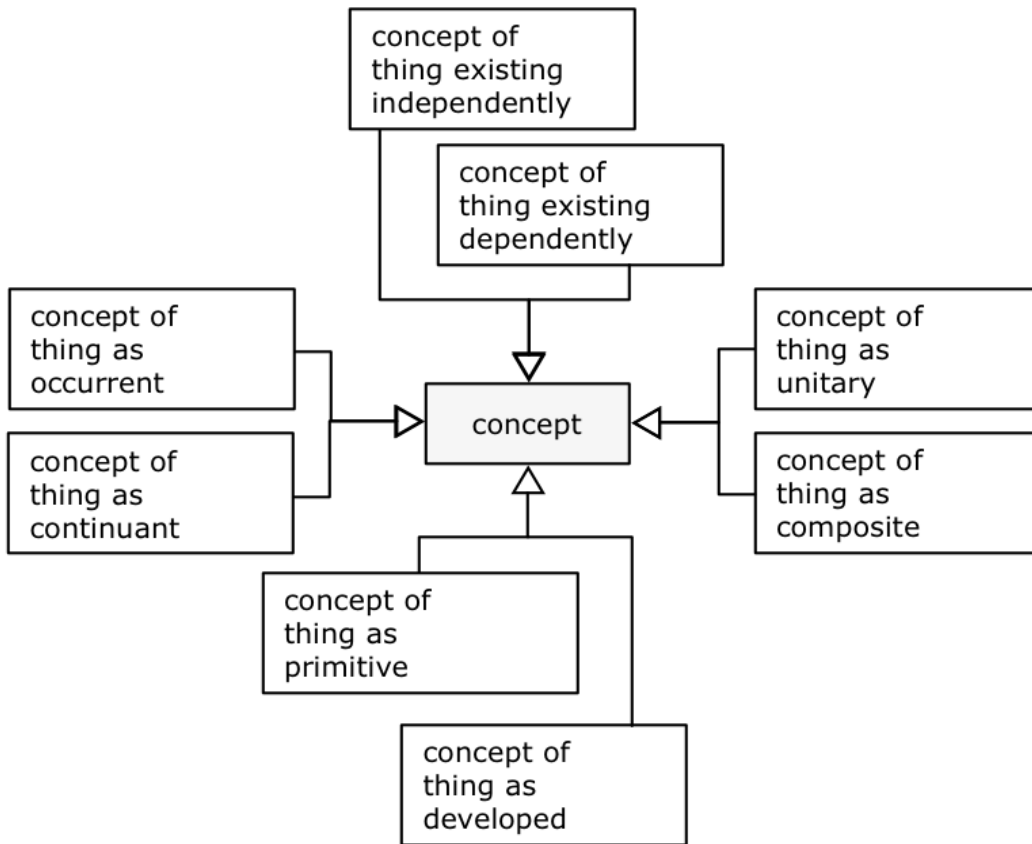 concept of
thing existing
independently
concept of
thing existing
dependently
concept of
thing as
occurrent
concept of
thing as
unitary
concept
concept of
thing as
continuant
concept of
thing as
composite
concept of
thing as
primitive
concept of
thing as
developed